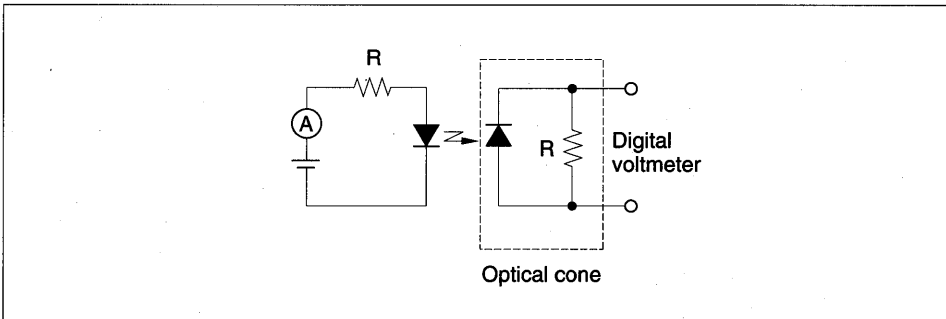 R
A
R
Digital
voltmeter
Optical cone